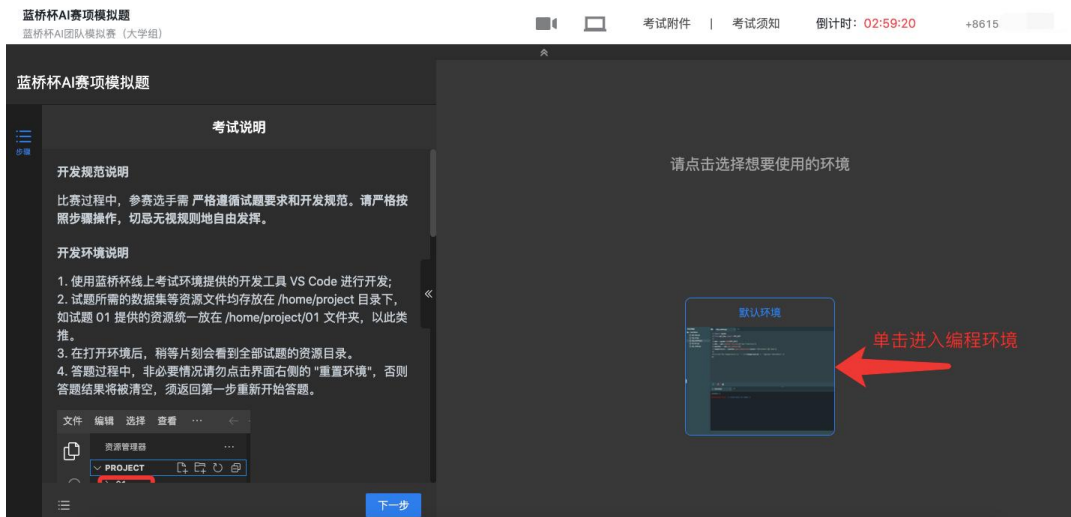 蓝桥杯AI赛项模拟题
蓝桥杯AI团队模拟赛（大学组）
考试附件 | 考试须知 倒计时：02:59:20 +8615
蓝桥杯AI赛项模拟题
步骤
考试说明
开发规范说明
比赛过程中，参赛选手需 严格遵循试题要求和开发规范。请严格按
照步骤操作，切忌无视规则地自由发挥。
开发环境说明
1. 使用蓝桥杯线上考试环境提供的开发工具 VS Code 进行开发;
2. 试题所需的数据集等资源文件均存放在 /home/project 目录下，
如试题 01 提供的资源统一放在 /home/project/01 文件夹，以此类
推。
3. 在打开环境后，稍等片刻会看到全部试题的资源目录。
4. 答题过程中，非必要情况请勿点击界面右侧的 "重置环境"，否则
答题结果将被清空，须返回第一步重新开始答题。
文件 编辑 选择 查看 ···
资源管理器 ···
PROJECT
下一步
请点击选择想要使用的环境
默认环境
单击进入编程环境